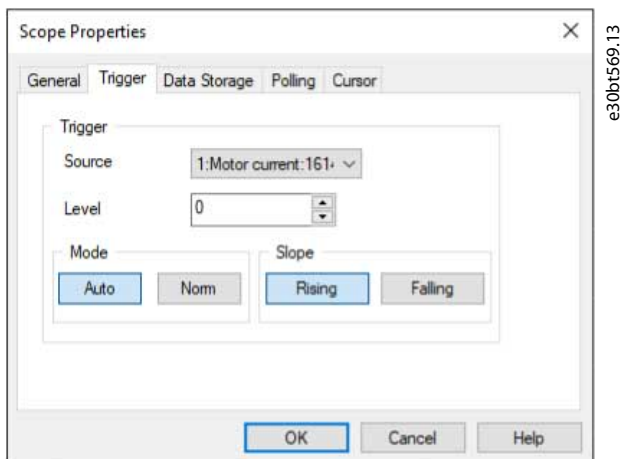 Scope Properties
General Trigger Data Storage Polling Cursor
Trigger
Source 1:Motor current:161
Level 0
Mode Slope
Auto Norm Rising Falling
OK Cancel Help
e30bt569.13